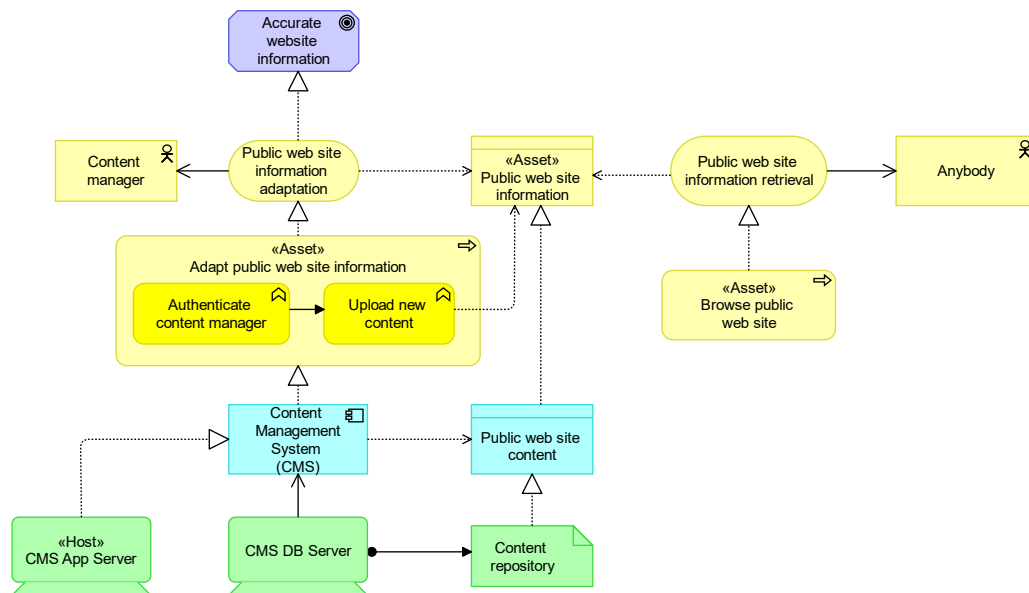 Accurate
website
information
Content
manager
Public web site
information
adaptation
«Asset»
Public web site
information
Public web site
information retrieval
Anybody
«Asset»
Adapt public web site information
Authenticate
content manager
Upload new
content
«Asset»
Browse public
web site
Content
Management
System
(CMS)
Public web site
content
«Host»
CMS App Server
CMS DB Server
Content
repository